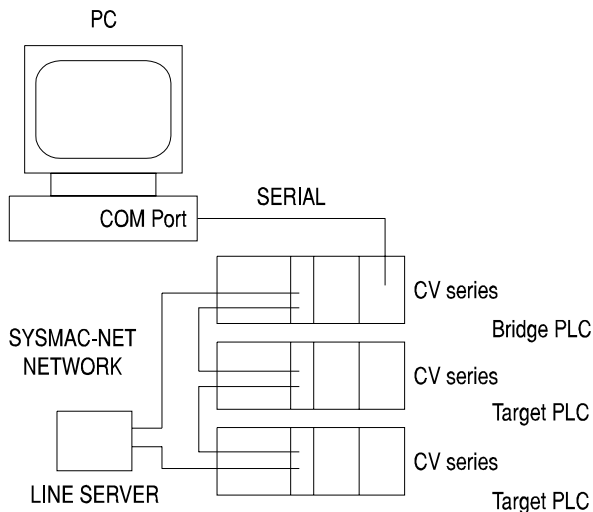 PC
COM Port
SERIAL
CV series
Bridge PLC
SYSMAC-NET
NETWORK
CV series
Target PLC
CV series
LINE SERVER
Target PLC